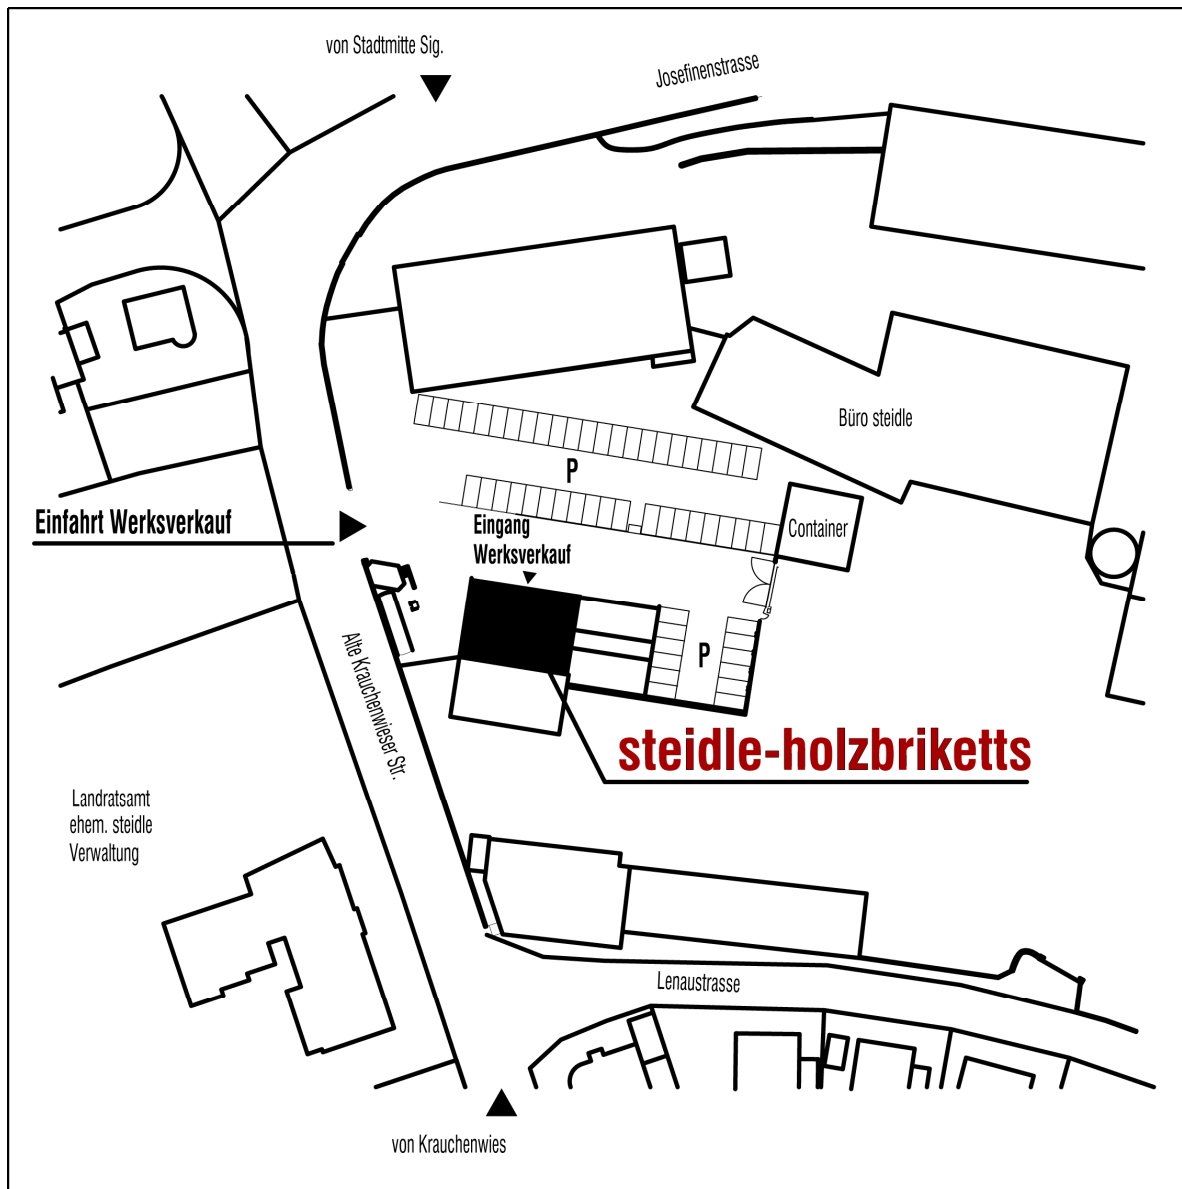 von Stadtmitte Sig.
Josefinenstrasse
Büro steidle
P
Einfahrt Werksverkauf
Eingang
Werksverkauf
Container
Alte Krauchenwieser Str.
P
steidle-holzbriketts
Landratsamt
ehem. steidle
Verwaltung
Lenaustrasse
von Krauchenwies